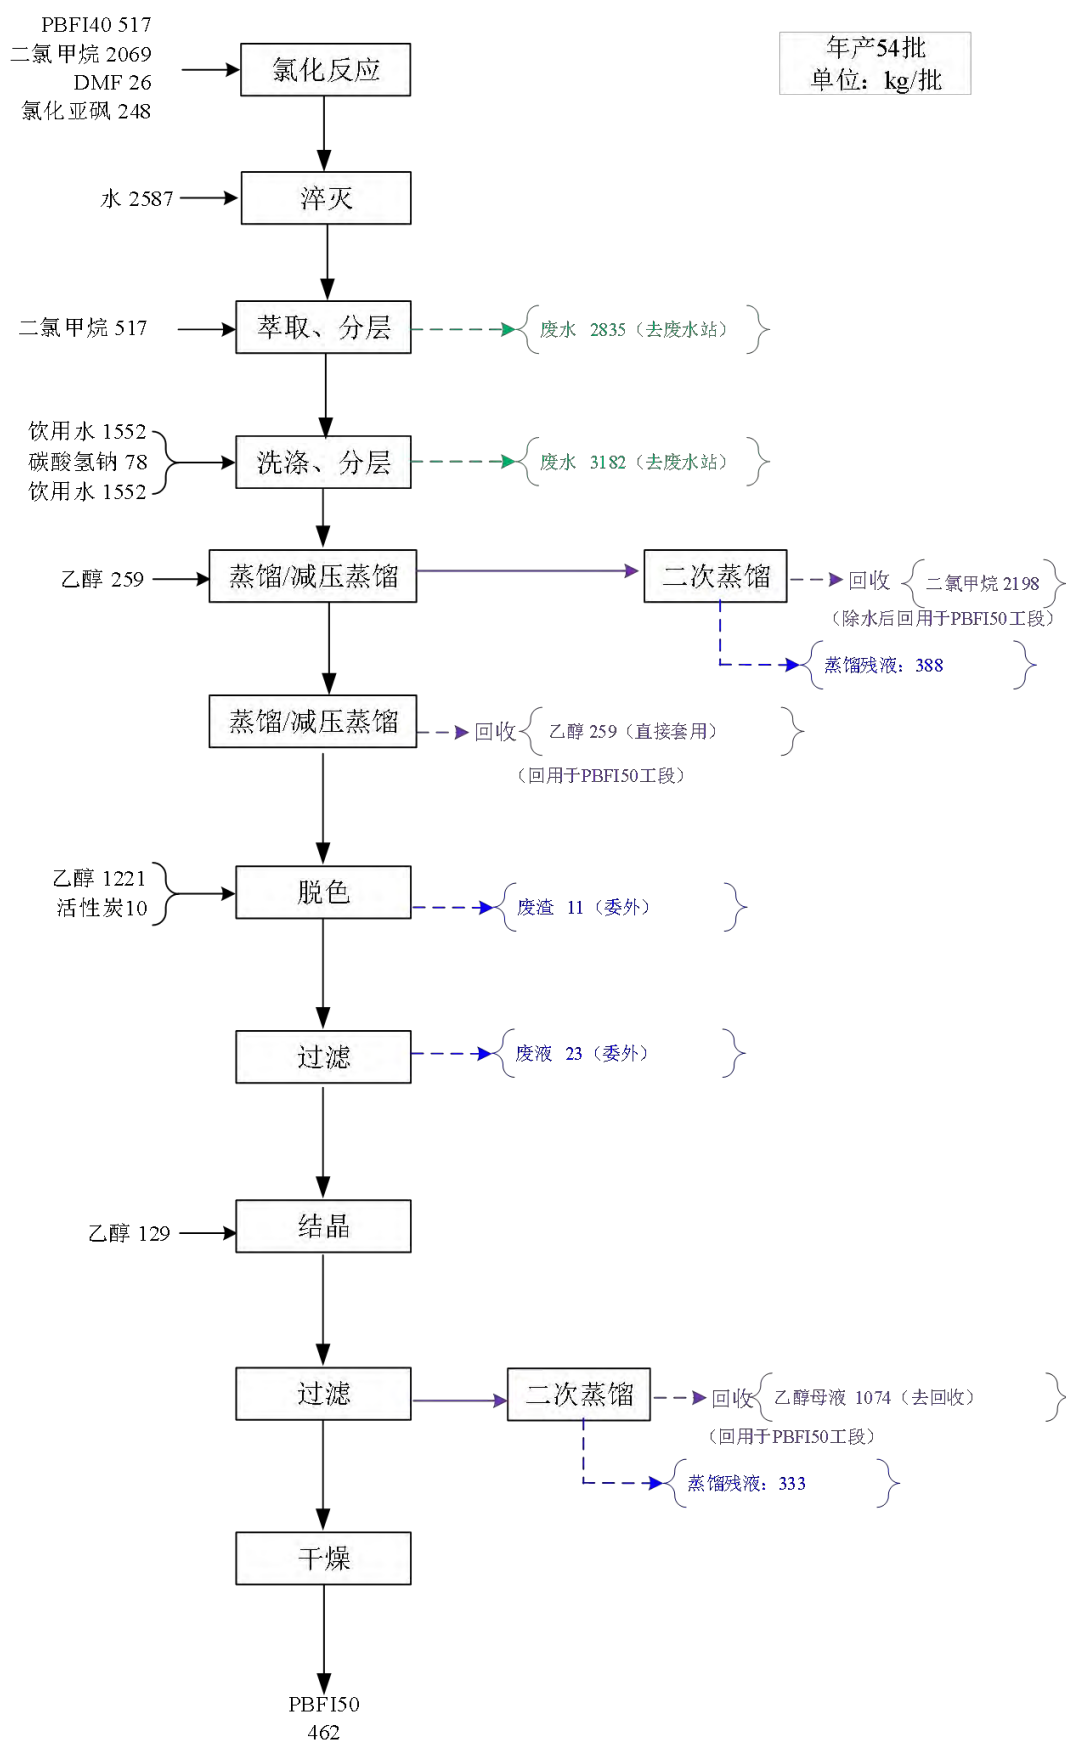 PBFI40 517
二氯甲烷 2069
DMF 26
氯化亚砜 248
氯化反应
年产54批
单位：kg/批
水 2587
淬灭
二氯甲烷 517
萃取、分层
废水 2835（去废水站）
饮用水 1552
碳酸氢钠 78
饮用水 1552
洗涤、分层
废水 3182（去废水站）
乙醇 259
蒸馏/减压蒸馏
二次蒸馏
回收
二氯甲烷 2198
（除水后回用于PBFI50工段）
蒸馏残液：388
蒸馏/减压蒸馏
回收
乙醇 259（直接套用）
（回用于PBFI50工段）
乙醇 1221
活性炭10
脱色
废渣 11（委外）
过滤
废液 23（委外）
乙醇 129
结晶
过滤
二次蒸馏
回收
乙醇母液 1074（去回收）
（回用于PBFI50工段）
蒸馏残液：333
干燥
PBFI50
462